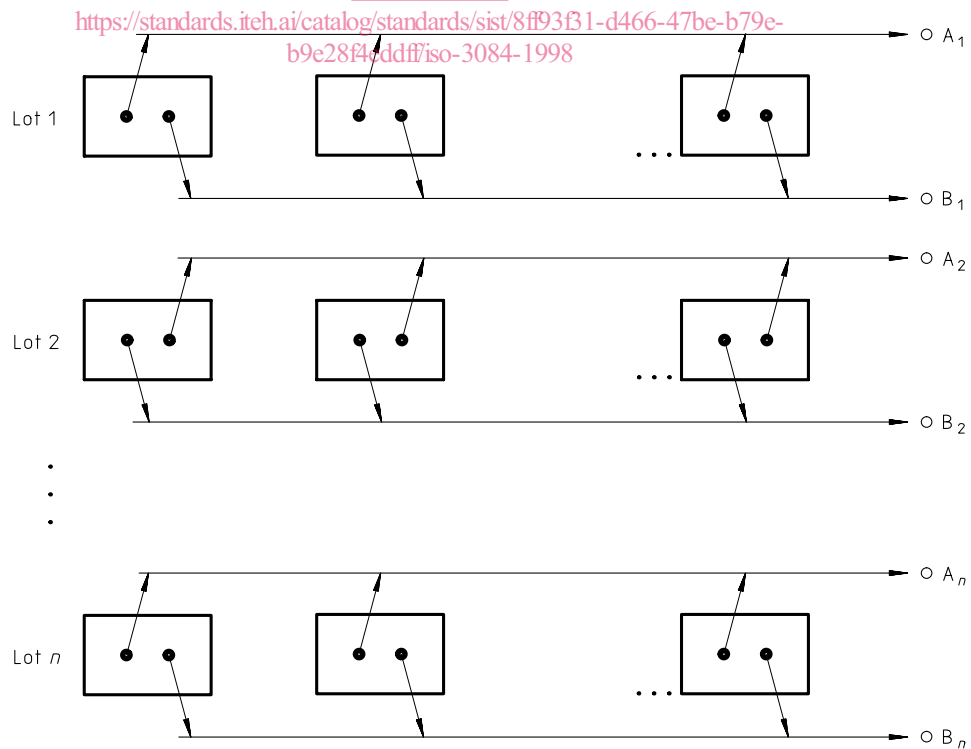 https://standards.iteh.ai/catalog/standards/sist/8ff93f31-d466-47be-b79e-
b9e28f4cddff/iso-3084-1998
A1
Lot 1
...
B1
A2
Lot 2
...
B2
An
Lot n
...
Bn